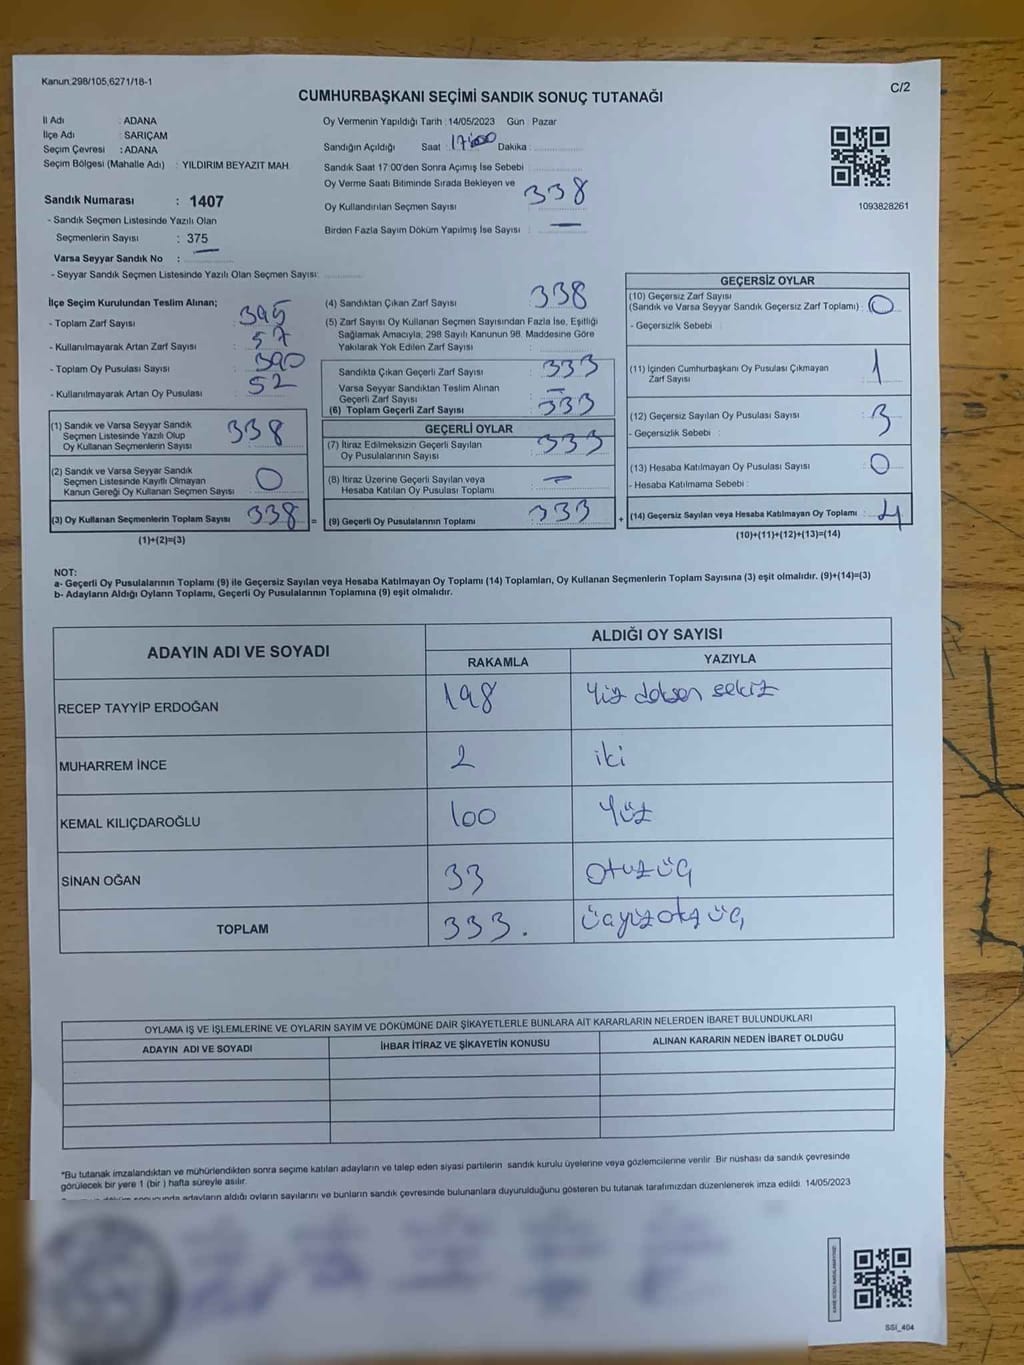 Kanun,298/105,6271/18-1
C/2
CUMHURBAŞKANI SEÇİMİ SANDIK SONUÇ TUTANAĞI
İl Adı : ADANA
İlçe Adı : SARIÇAM
Seçim Çevresi : ADANA
Seçim Bölgesi (Mahalle Adı) : YILDIRIM BEYAZIT MAH.
Sandık Numarası : 1407
- Sandık Seçmen Listesinde Yazılı Olan
Seçmenlerin Sayısı : 375
Varsa Seyyar Sandık No :
- Seyyar Sandık Seçmen Listesinde Yazılı Olan Seçmen Sayısı:
Oy Vermenin Yapıldığı Tarih : 14/05/2023 Gün : Pazar
Sandığın Açıldığı Saat : 17:00 Dakika :
Sandık Saat 17:00'den Sonra Açımış İse Sebebi
Oy Verme Saati Bitiminde Sırada Bekleyen ve
Oy Kullandırılan Seçmen Sayısı : 338
Birden Fazla Sayım Döküm Yapılmış İse Sayısı : —
1093828261
İlçe Seçim Kurulundan Teslim Alınan;
- Toplam Zarf Sayısı : 395
- Kullanılmayarak Artan Zarf Sayısı : 57
- Toplam Oy Pusulası Sayısı : 390
- Kullanılmayarak Artan Oy Pusulası : 52
(1) Sandık ve Varsa Seyyar Sandık
Seçmen Listesinde Yazılı Olup
Oy Kullanan Seçmenlerin Sayısı : 338
(2) Sandık ve Varsa Seyyar Sandık
Seçmen Listesinde Kayıtlı Olmayan
Kanun Gereği Oy Kullanan Seçmen Sayısı : 0
(3) Oy Kullanan Seçmenlerin Toplam Sayısı : 338 =
(1)+(2)=(3)
(4) Sandıktan Çıkan Zarf Sayısı : 338
(5) Zarf Sayısı Oy Kullanan Seçmen Sayısından Fazla İse, Eşitliği
Sağlamak Amacıyla, 298 Sayılı Kanunun 98. Maddesine Göre
Yakılarak Yok Edilen Zarf Sayısı :
Sandıkta Çıkan Geçerli Zarf Sayısı : 333
Varsa Seyyar Sandıktan Teslim Alınan
Geçerli Zarf Sayısı : —
(6) Toplam Geçerli Zarf Sayısı : 333
GEÇERLİ OYLAR
(7) İtiraz Edilmeksizin Geçerli Sayılan
Oy Pusulalarının Sayısı : 333
(8) İtiraz Üzerine Geçerli Sayılan veya
Hesaba Katılan Oy Pusulası Toplamı : —
(9) Geçerli Oy Pusulalarının Toplamı : 333 +
GEÇERSİZ OYLAR
(10) Geçersiz Zarf Sayısı
(Sandık ve Varsa Seyyar Sandık Geçersiz Zarf Toplamı) : 0
- Geçersizlik Sebebi :
(11) İçinden Cumhurbaşkanı Oy Pusulası Çıkmayan
Zarf Sayısı : 1
(12) Geçersiz Sayılan Oy Pusulası Sayısı : 3
- Geçersizlik Sebebi :
(13) Hesaba Katılmayan Oy Pusulası Sayısı : 0
- Hesaba Katılmama Sebebi :
(14) Geçersiz Sayılan veya Hesaba Katılmayan Oy Toplamı : 4
(10)+(11)+(12)+(13)=(14)
NOT:
a- Geçerli Oy Pusulalarının Toplamı (9) ile Geçersiz Sayılan veya Hesaba Katılmayan Oy Toplamı (14) Toplamları, Oy Kullanan Seçmenlerin Toplam Sayısına (3) eşit olmalıdır. (9)+(14)=(3)
b- Adayların Aldığı Oyların Toplamı, Geçerli Oy Pusulalarının Toplamına (9) eşit olmalıdır.
ADAYIN ADI VE SOYADI
ALDIĞI OY SAYISI
RAKAMLA YAZIYLA
RECEP TAYYİP ERDOĞAN 198 Yüz doksan sekiz
MUHARREM İNCE 2 iki
KEMAL KILIÇDAROĞLU 100 Yüz
SİNAN OĞAN 33 otuzüç
TOPLAM 333.
OYLAMA İŞ VE İŞLEMLERİNE VE OYLARIN SAYIM VE DÖKÜMÜNE DAİR ŞİKAYETLERLE BUNLARA AİT KARARLARIN NELERDEN İBARET BULUNDUKLARI
ADAYIN ADI VE SOYADI İHBAR İTİRAZ VE ŞİKAYETİN KONUSU ALINAN KARARIN NEDEN İBARET OLDUĞU
*Bu tutanak imzalandıktan ve mühürlendikten sonra seçime katılan adayların ve talep eden siyasi partilerin sandık kurulu üyelerine veya gözlemcilerine verilir. Bir nüshası da sandık çevresinde
görülecek bir yere 1 (bir ) hafta süreyle asılır.
adayların aldığı oyların sayılarını ve bunların sandık çevresinde bulunanlara duyurulduğunu gösteren bu tutanak tarafımızdan düzenlenerek imza edildi. 14/05/2023
SSİ_404